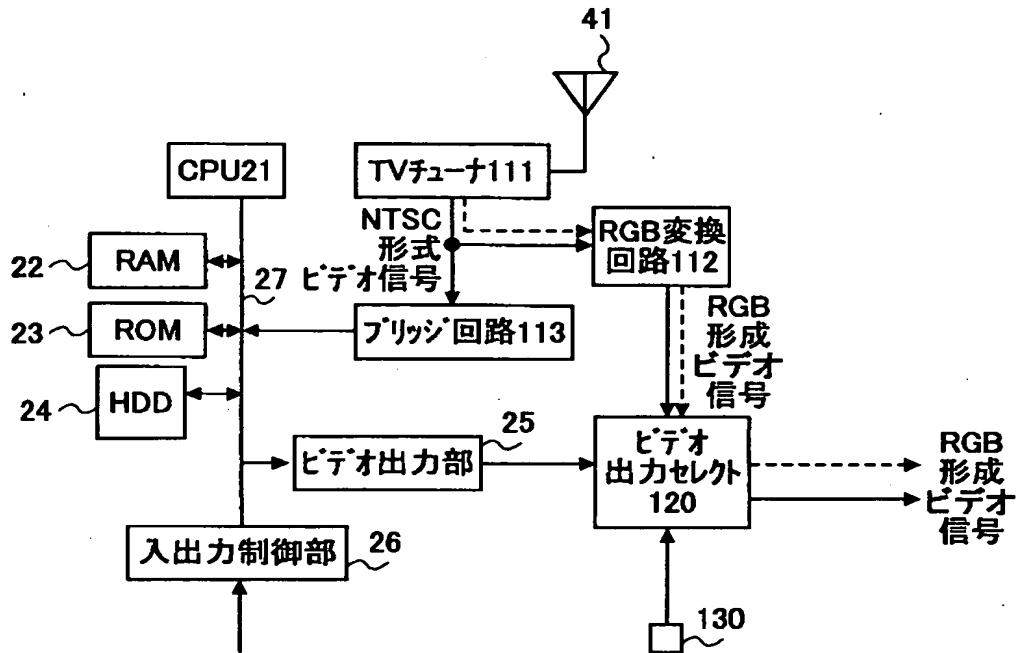 41
CPU21
TVチューナ111
NTSC
形式
ビデオ信号
RGB変換
回路112
22
RAM
27
23
ROM
ブリッジ回路113
RGB
形成
ビデオ
信号
24
HDD
25
ビデオ出力部
ビデオ
出力セレクト
120
RGB
形成
ビデオ
信号
入出力制御部
26
130